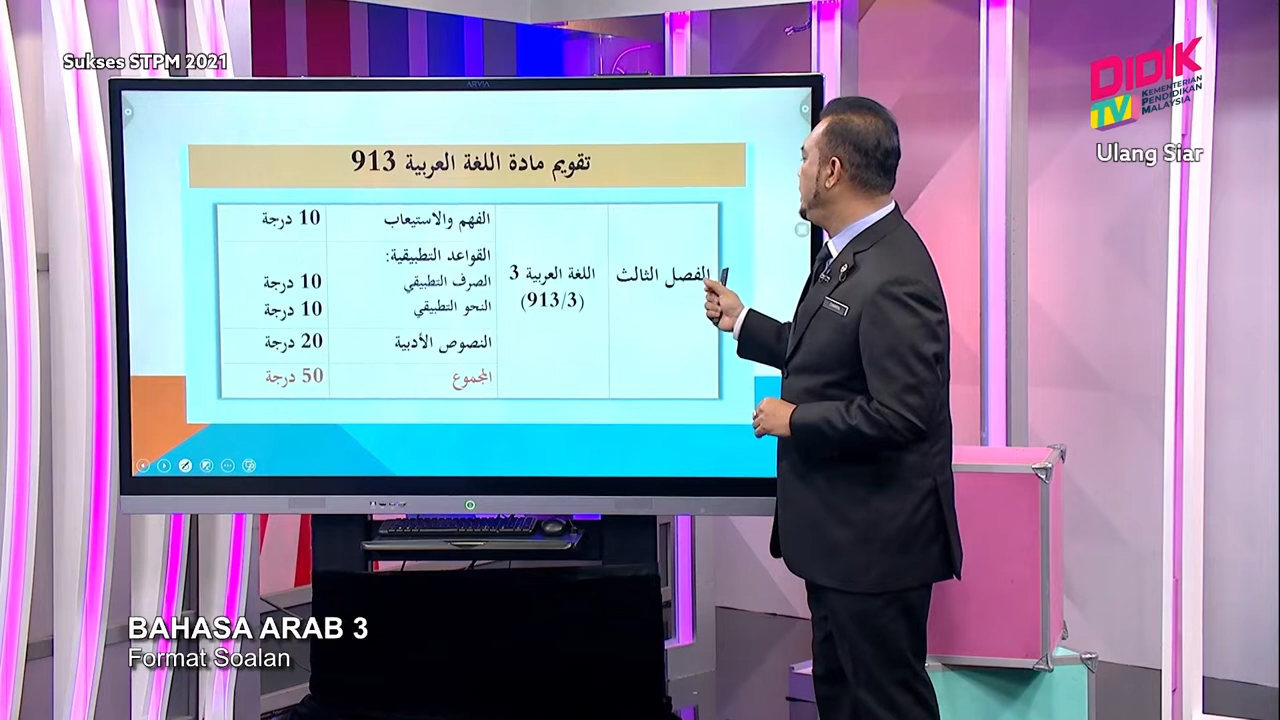 Sukses STPM 2021
DIDIK
TV
KEMENTERIAN
PENDIDIKAN
MALAYSIA
Ulang Siar
ARVIA
تقويم مادة اللغة العربية 913
الفصل الثالث
اللغة العربية 3
(913/3)
الفهم والاستيعاب 10 درجة
القواعد التطبيقية:
الصرف التطبيقي 10 درجة
النحو التطبيقي 10 درجة
النصوص الأدبية 20 درجة
المجموع 50 درجة
BAHASA ARAB 3
Format Soalan